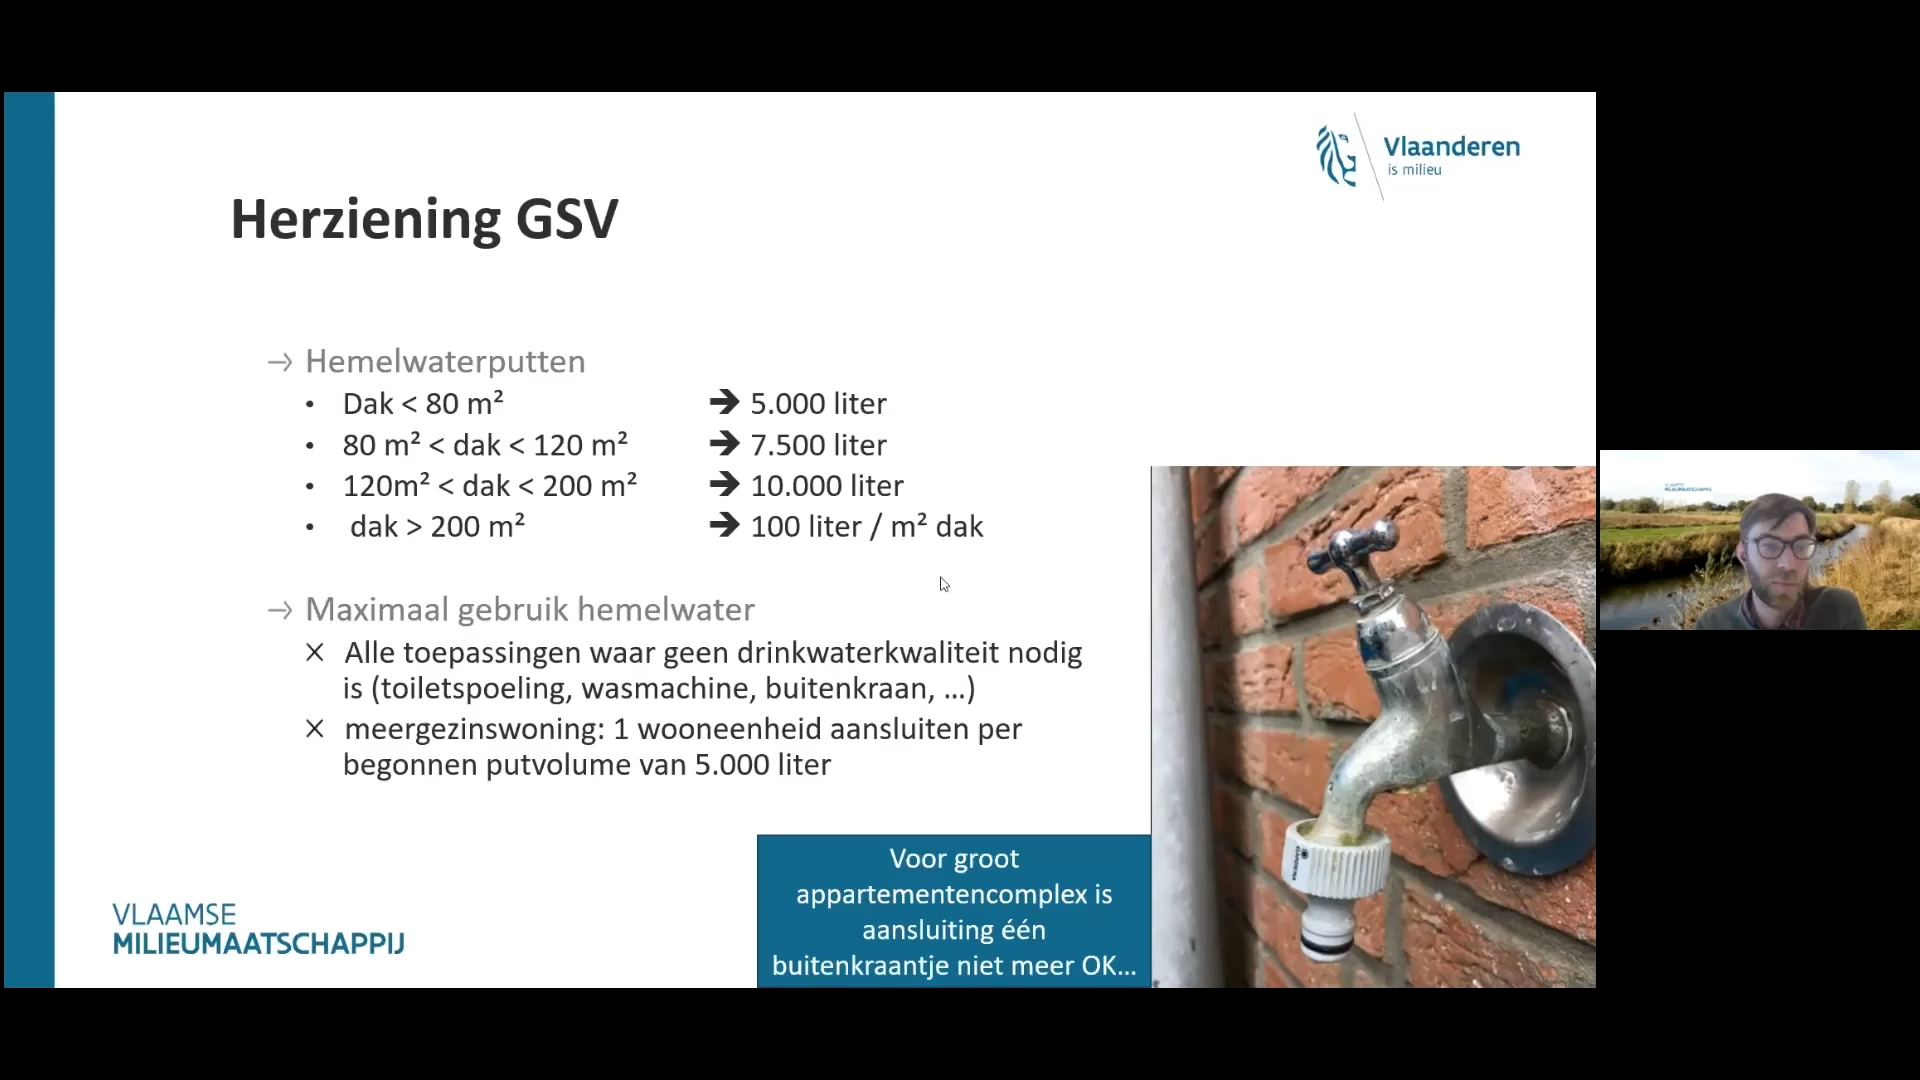 Vlaanderen
is milieu
Herziening GSV
→ Hemelwaterputten
• Dak < 80 m² ➔ 5.000 liter
• 80 m² < dak < 120 m² ➔ 7.500 liter
• 120m² < dak < 200 m² ➔ 10.000 liter
• dak > 200 m² ➔ 100 liter / m² dak
→ Maximaal gebruik hemelwater
× Alle toepassingen waar geen drinkwaterkwaliteit nodig
is (toiletspoeling, wasmachine, buitenkraan, …)
× meergezinswoning: 1 wooneenheid aansluiten per
begonnen putvolume van 5.000 liter
Voor groot
appartementencomplex is
aansluiting één
buitenkraantje niet meer OK…
VLAAMSE
MILIEUMAATSCHAPPIJ
GARDENA
VLAAMSE
MILIEUMAATSCHAPPIJ